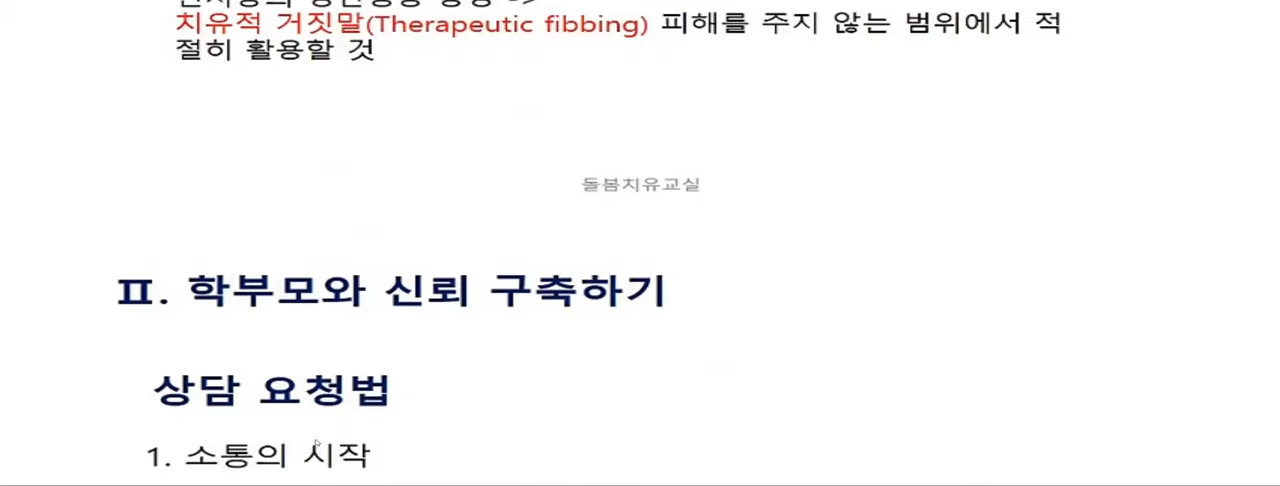 치유적 거짓말(Therapeutic fibbing) 피해를 주지 않는 범위에서 적
절히 활용할 것
돌봄치유교실
Ⅱ. 학부모와 신뢰 구축하기
상담 요청법
1. 소통의 시작